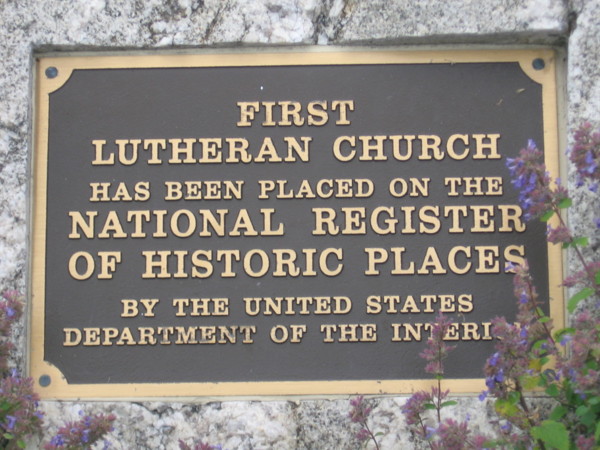 FIRST
LUTHERAN CHURCH
HAS BEEN PLACED ON THE
NATIONAL REGISTER
OF HISTORIC PLACES
BY THE UNITED STATES
DEPARTMENT OF THE INTERIOR